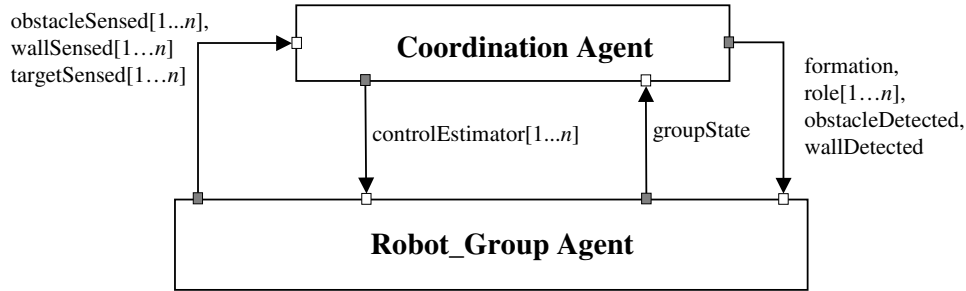 obstacleSensed[1...n],
wallSensed[1…n]
targetSensed[1…n]
Coordination Agent
formation,
role[1…n],
obstacleDetected,
wallDetected
controlEstimator[1...n]
groupState
Robot_Group Agent